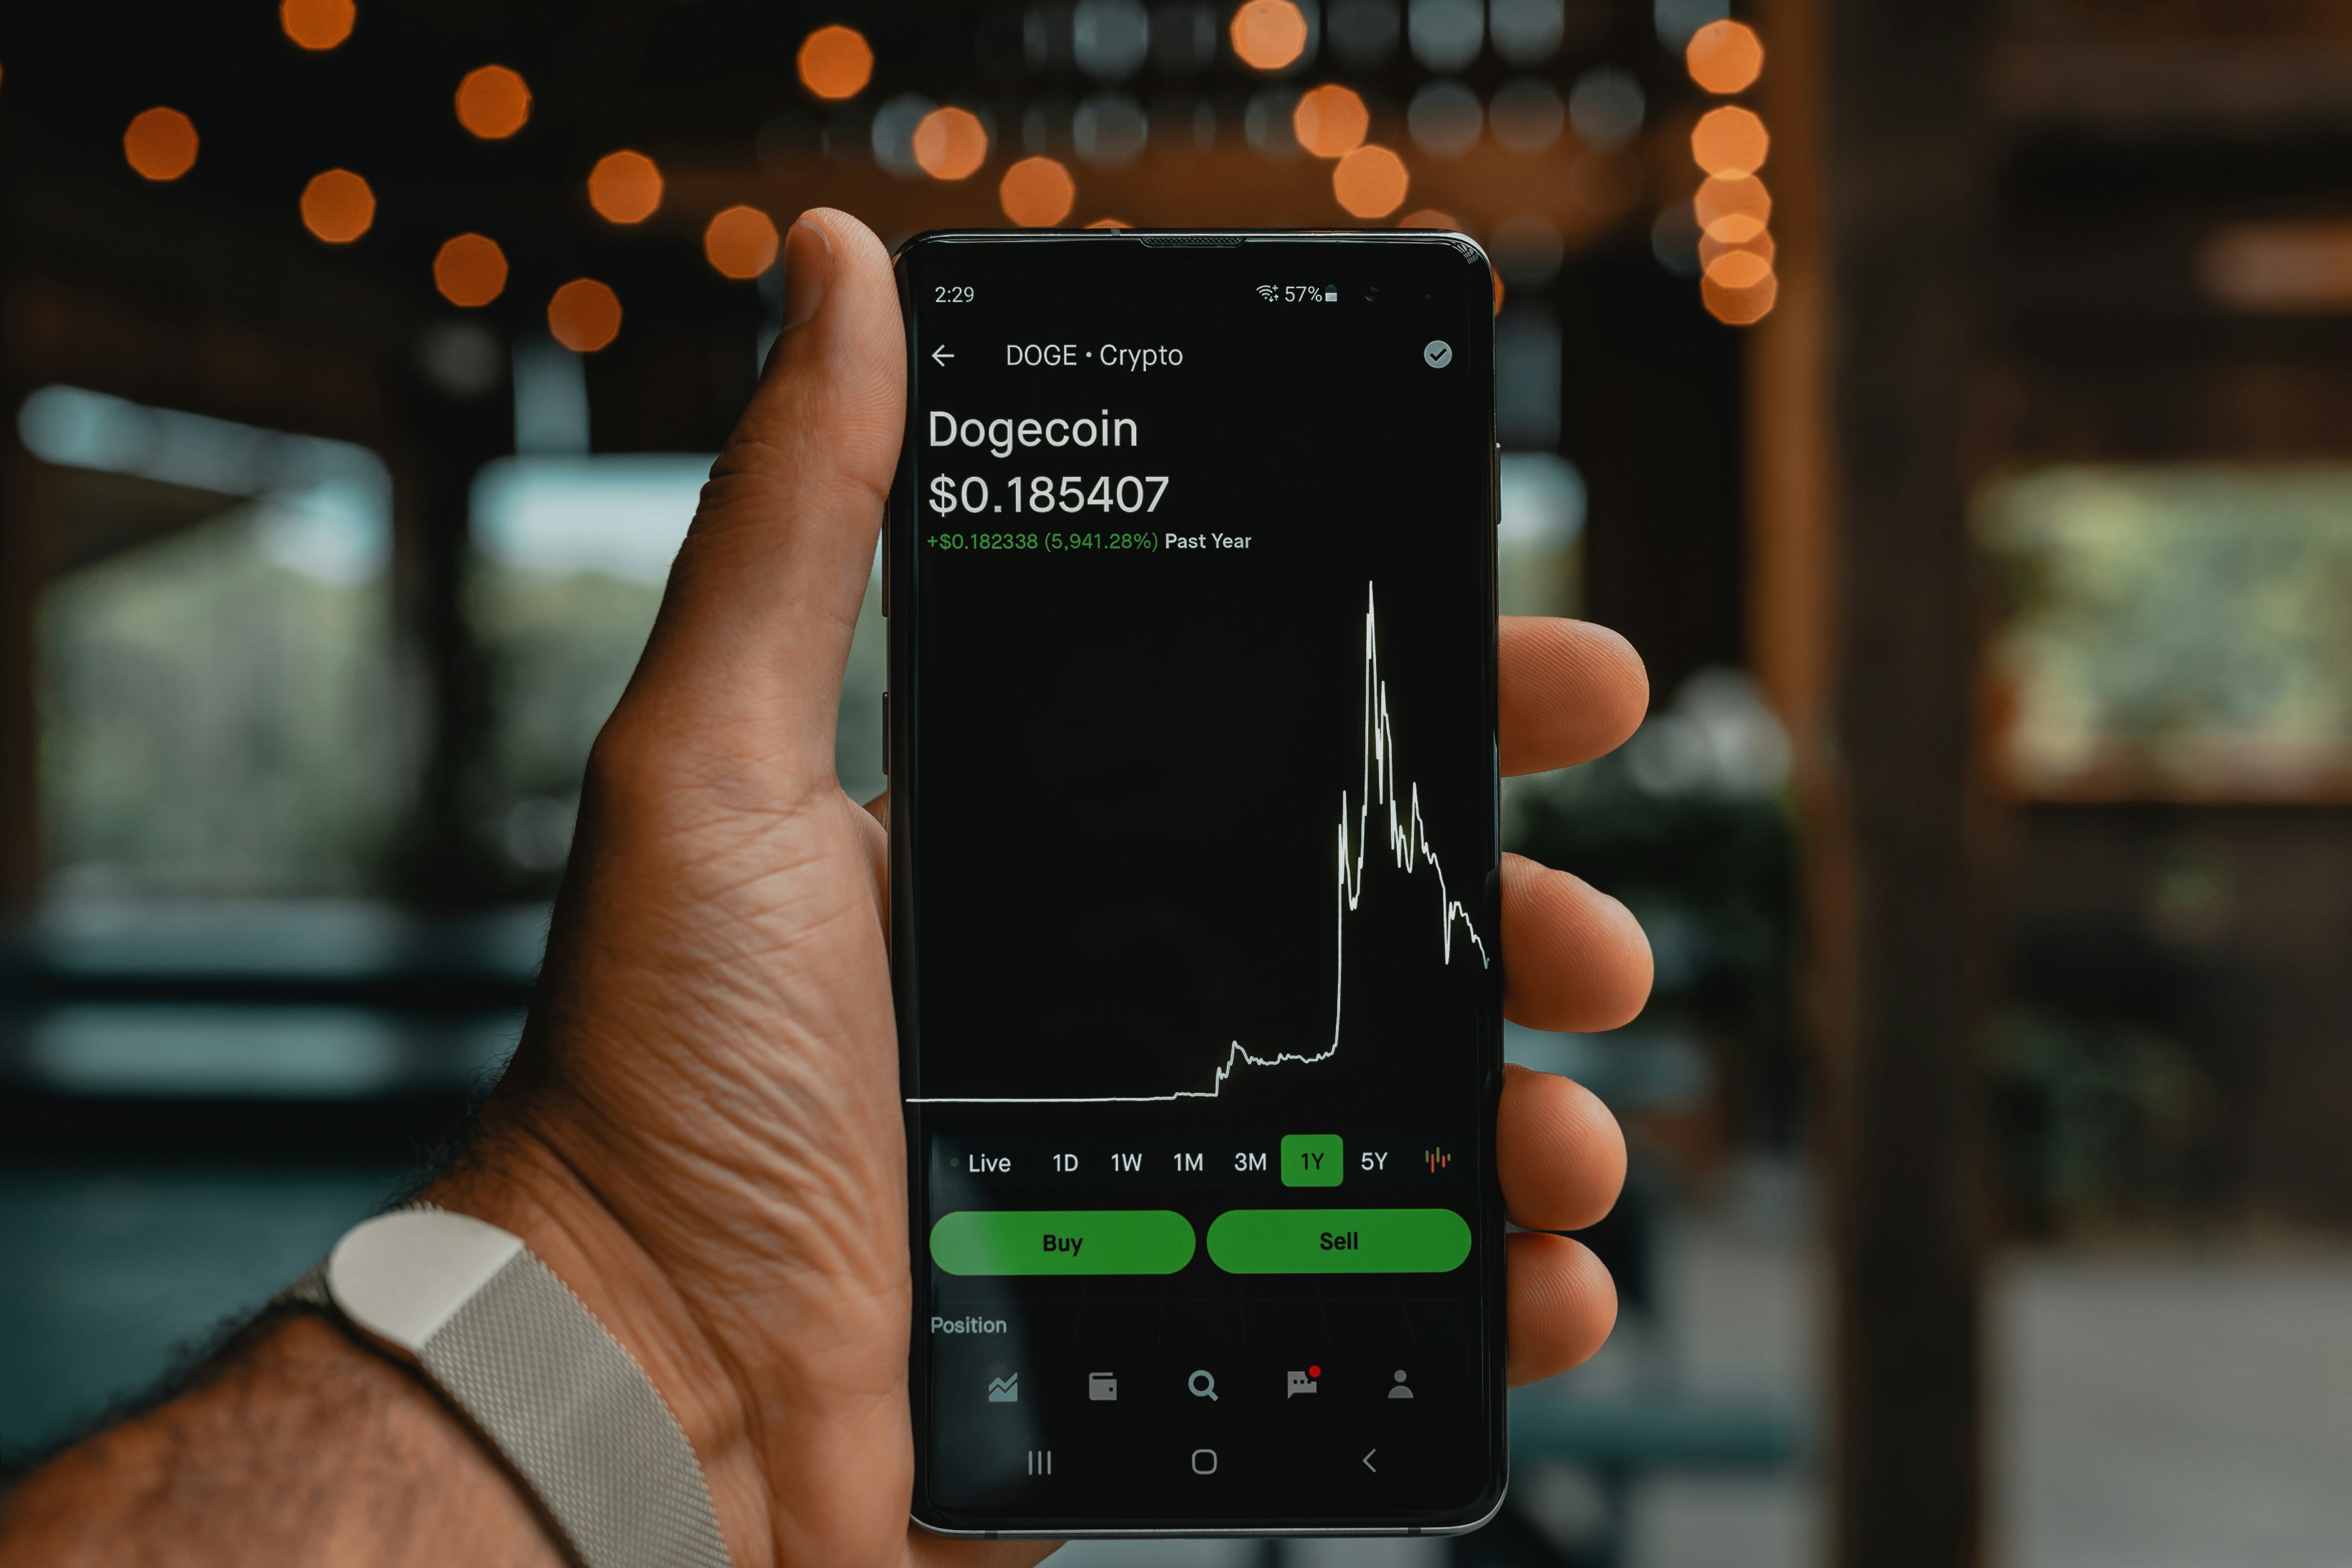 2:29 57%
DOGE • Crypto
Dogecoin
$0.185407
+$0.182338 (5,941.28%) Past Year
Live 1D 1W 1M 3M 1Y 5Y
Buy Sell
Position